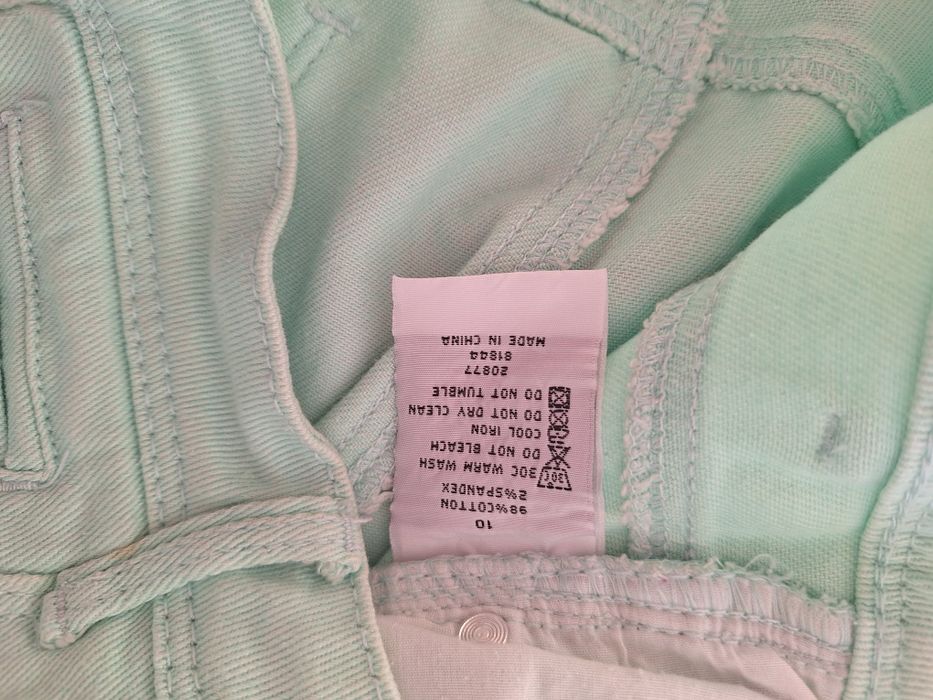 10
98%COTTON
2%SPANDEX
30C WARM WASH
30C
DO NOT BLEACH
COOL IRON
DO NOT DRY CLEAN
DO NOT TUMBLE
20877
81844
MADE IN CHINA